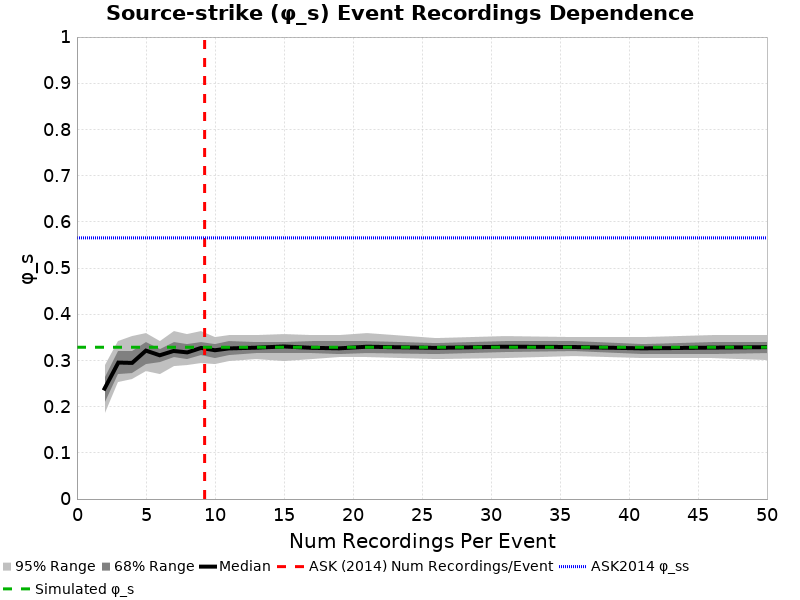 Source-strike (φ_s) Event Recordings Dependence
1
0.9
0.8
0.7
0.6
0.5
0.4
0.3
0.2
0.1
0
φ_s
0 5 10 15 20 25 30 35 40 45 50
Num Recordings Per Event
95% Range 68% Range Median ASK (2014) Num Recordings/Event ASK2014 φ_ss
Simulated φ_s